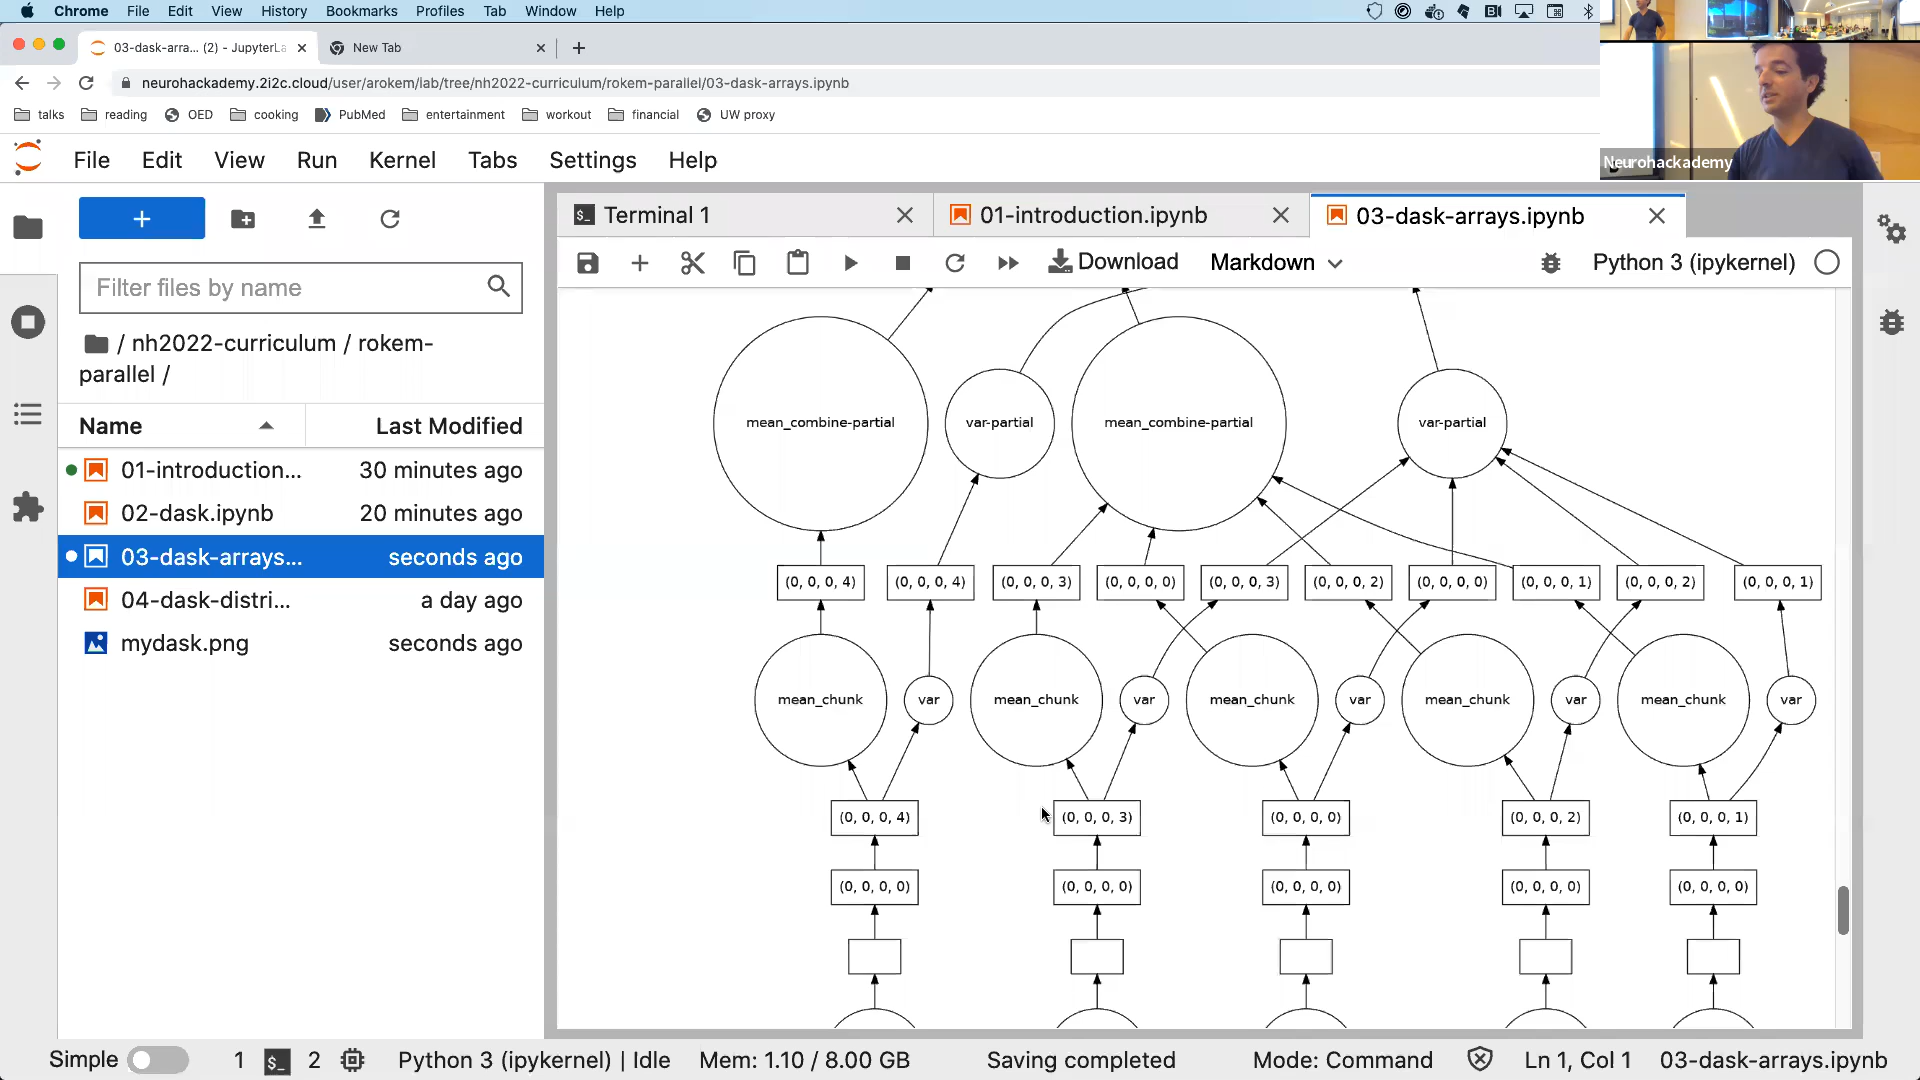 Chrome File Edit View History Bookmarks Profiles Tab Window Help
03-dask-arra... (2) - JupyterLa
New Tab
neurohackademy.2i2c.cloud/user/arokem/lab/tree/nh2022-curriculum/rokem-parallel/03-dask-arrays.ipynb
talks reading OED cooking PubMed entertainment workout financial UW proxy
Neurohackademy
File Edit View Run Kernel Tabs Settings Help
Terminal 1
01-introduction.ipynb
03-dask-arrays.ipynb
Download
Markdown
Python 3 (ipykernel)
Filter files by name
/ nh2022-curriculum / rokem-
parallel /
Name Last Modified
01-introduction... 30 minutes ago
02-dask.ipynb 20 minutes ago
03-dask-arrays... seconds ago
04-dask-distri... a day ago
mydask.png seconds ago
mean_combine-partial var-partial mean_combine-partial var-partial
(0, 0, 0, 4) (0, 0, 0, 4) (0, 0, 0, 3) (0, 0, 0, 0) (0, 0, 0, 3) (0, 0, 0, 2) (0, 0, 0, 0) (0, 0, 0, 1) (0, 0, 0, 2) (0, 0, 0, 1)
mean_chunk var mean_chunk var mean_chunk var mean_chunk var mean_chunk var
(0, 0, 0, 4) (0, 0, 0, 3) (0, 0, 0, 0) (0, 0, 0, 2) (0, 0, 0, 1)
(0, 0, 0, 0) (0, 0, 0, 0) (0, 0, 0, 0) (0, 0, 0, 0) (0, 0, 0, 0)
Simple 1 2 Python 3 (ipykernel) | Idle Mem: 1.10 / 8.00 GB Saving completed Mode: Command Ln 1, Col 1 03-dask-arrays.ipynb